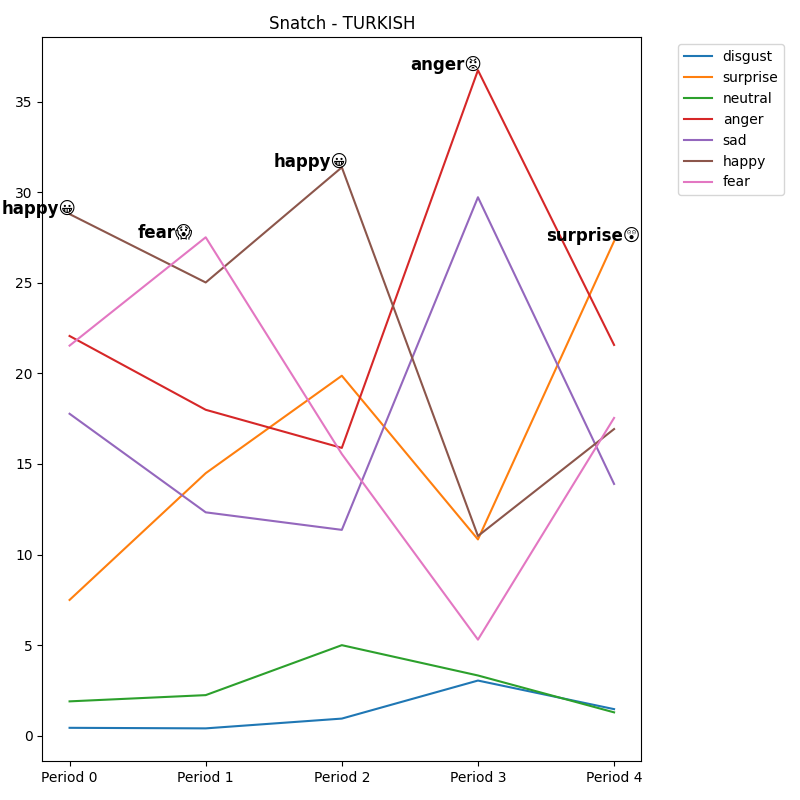 Snatch - TURKISH
disgust
surprise
neutral
anger
sad
happy
fear
anger😡
happy😀
happy😀
fear😱
surprise😲
35
30
25
20
15
10
5
0
Period 0 Period 1 Period 2 Period 3 Period 4